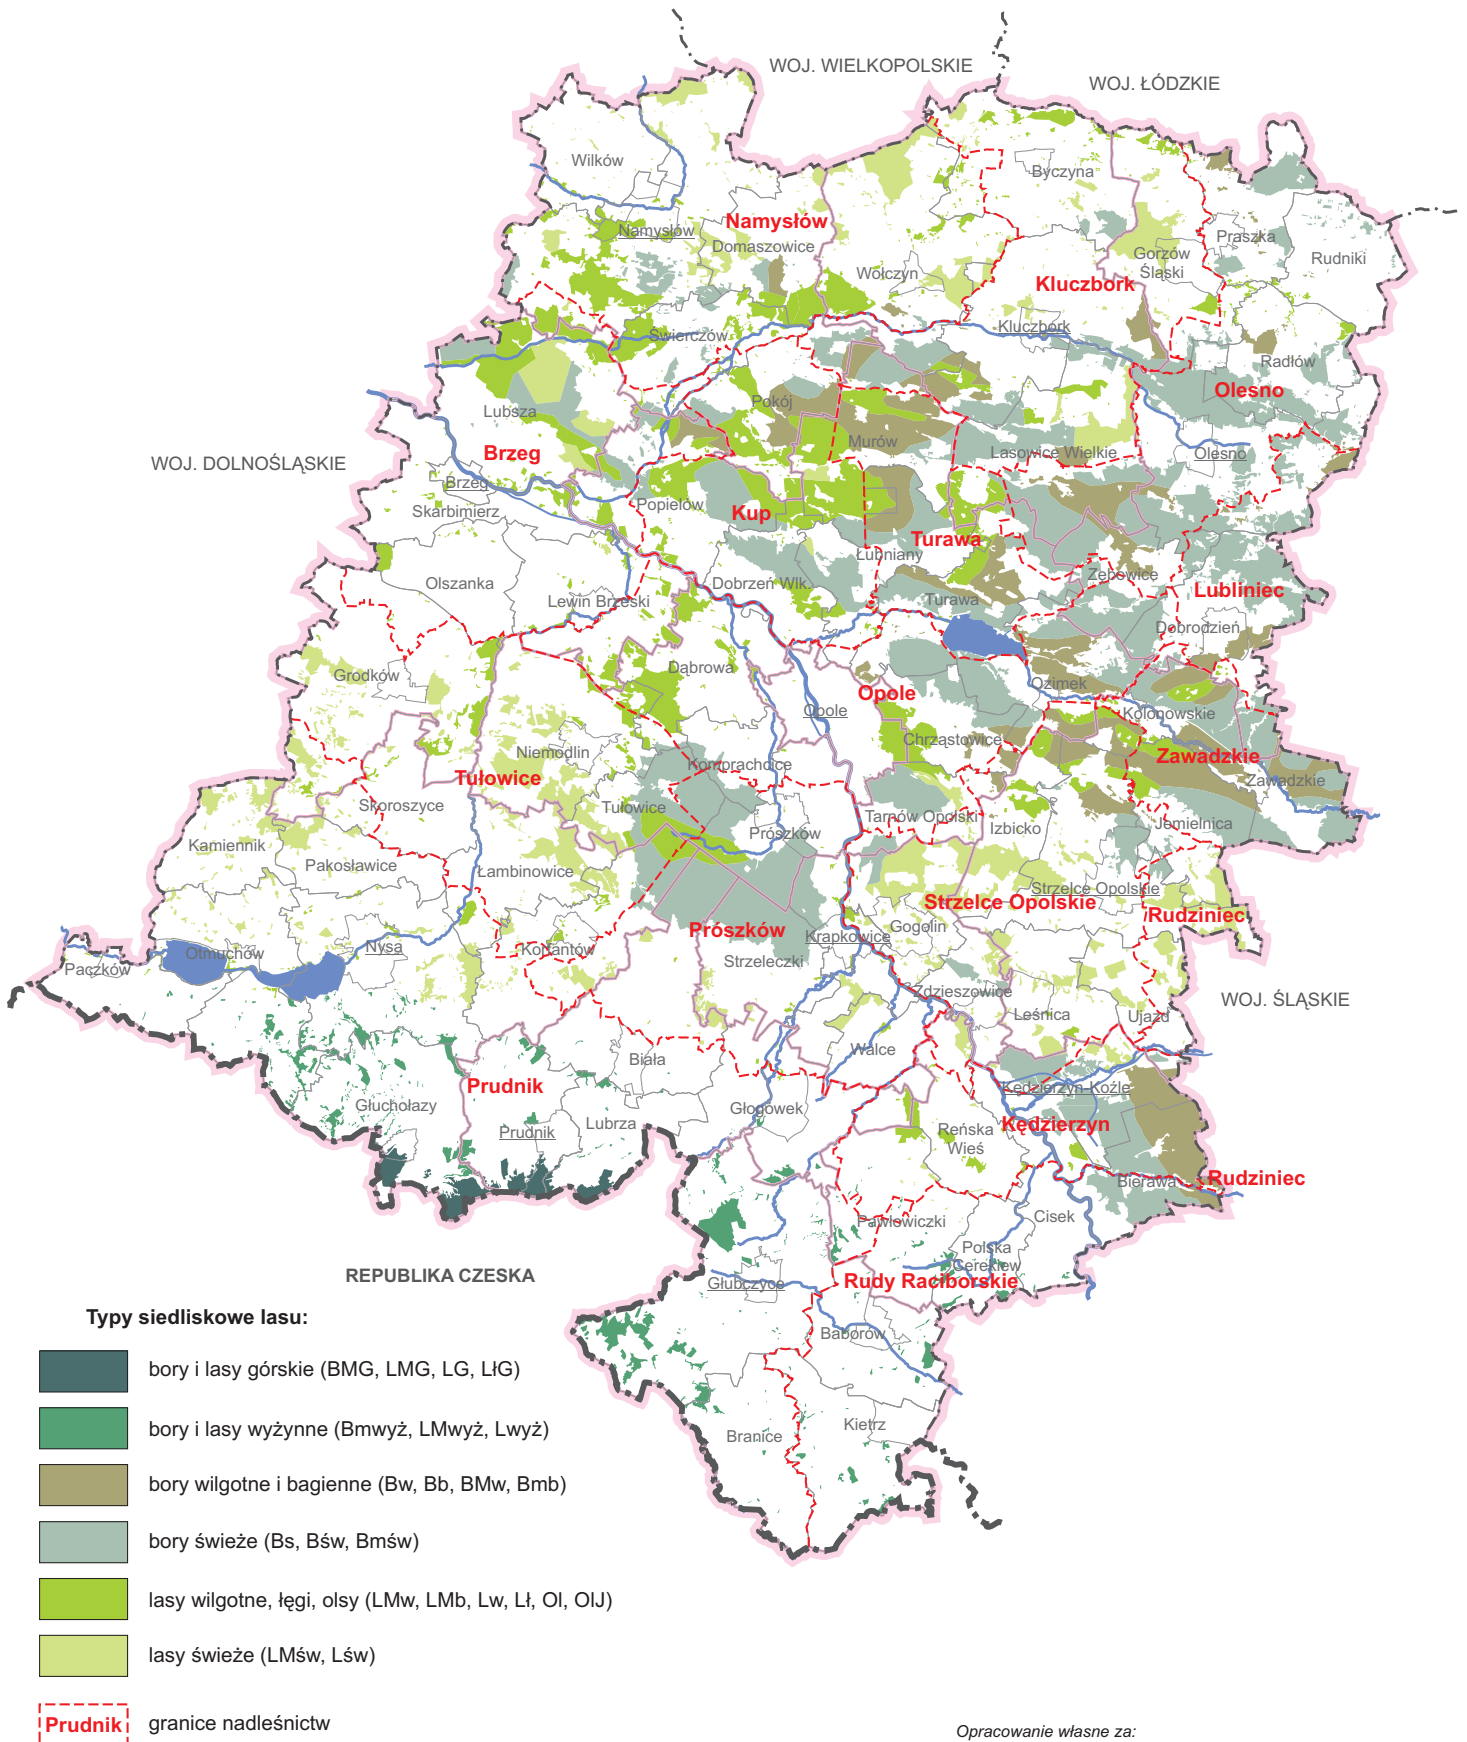 WOJ. WIELKOPOLSKIE
WOJ. ŁÓDZKIE
Wilków
Byczyna
Namysłów
Namysłów
Domaszowice
Praszka
Rudniki
Gorzów
Śląski
Wołczyn
Kluczbork
Kluczbork
Świerczów
Radłów
Olesno
Pokój
Lubsza
Murów
Brzeg
Lasowice Wielkie
Olesno
WOJ. DOLNOŚLĄSKIE
Brzeg
Skarbimierz
Popielów
Kup
Turawa
Łubniany
Zębowice
Olszanka
Dobrzeń Wlk.
Lubliniec
Lewin Brzeski
Turawa
Dobrodzień
Dąbrowa
Grodków
Ozimek
Opole
Opole
Kolonowskie
Chrząstowice
Niemodlin
Zawadzkie
Komprachcice
Tułowice
Zawadzkie
Skoroszyce
Tułowice
Tarnów Opolski
Izbicko
Jemielnica
Prószków
Kamiennik
Pakosławice
Łambinowice
Strzelce Opolskie
Strzelce Opolskie
Rudziniec
Prószków
Gogolin
Krapkowice
Nysa
Korfantów
Otmuchów
Strzeleczki
Paczków
Zdzieszowice
WOJ. ŚLĄSKIE
Leśnica
Ujazd
Walce
Biała
Prudnik
Kędzierzyn-Koźle
Głuchołazy
Głogówek
Kędzierzyn
Lubrza
Prudnik
Reńska
Wieś
Rudziniec
Bierawa
Cisek
Pawłowiczki
Polska
Cerekiew
REPUBLIKA CZESKA
Głubczyce
Rudy Raciborskie
Baborów
Kietrz
Branice
Typy siedliskowe lasu:
bory i lasy górskie (BMG, LMG, LG, LłG)
bory i lasy wyżynne (Bmwyż, LMwyż, Lwyż)
bory wilgotne i bagienne (Bw, Bb, BMw, Bmb)
bory świeże (Bs, Bśw, Bmśw)
lasy wilgotne, łęgi, olsy (LMw, LMb, Lw, Lł, Ol, OlJ)
lasy świeże (LMśw, Lśw)
Prudnik granice nadleśnictw
Opracowanie własne za: